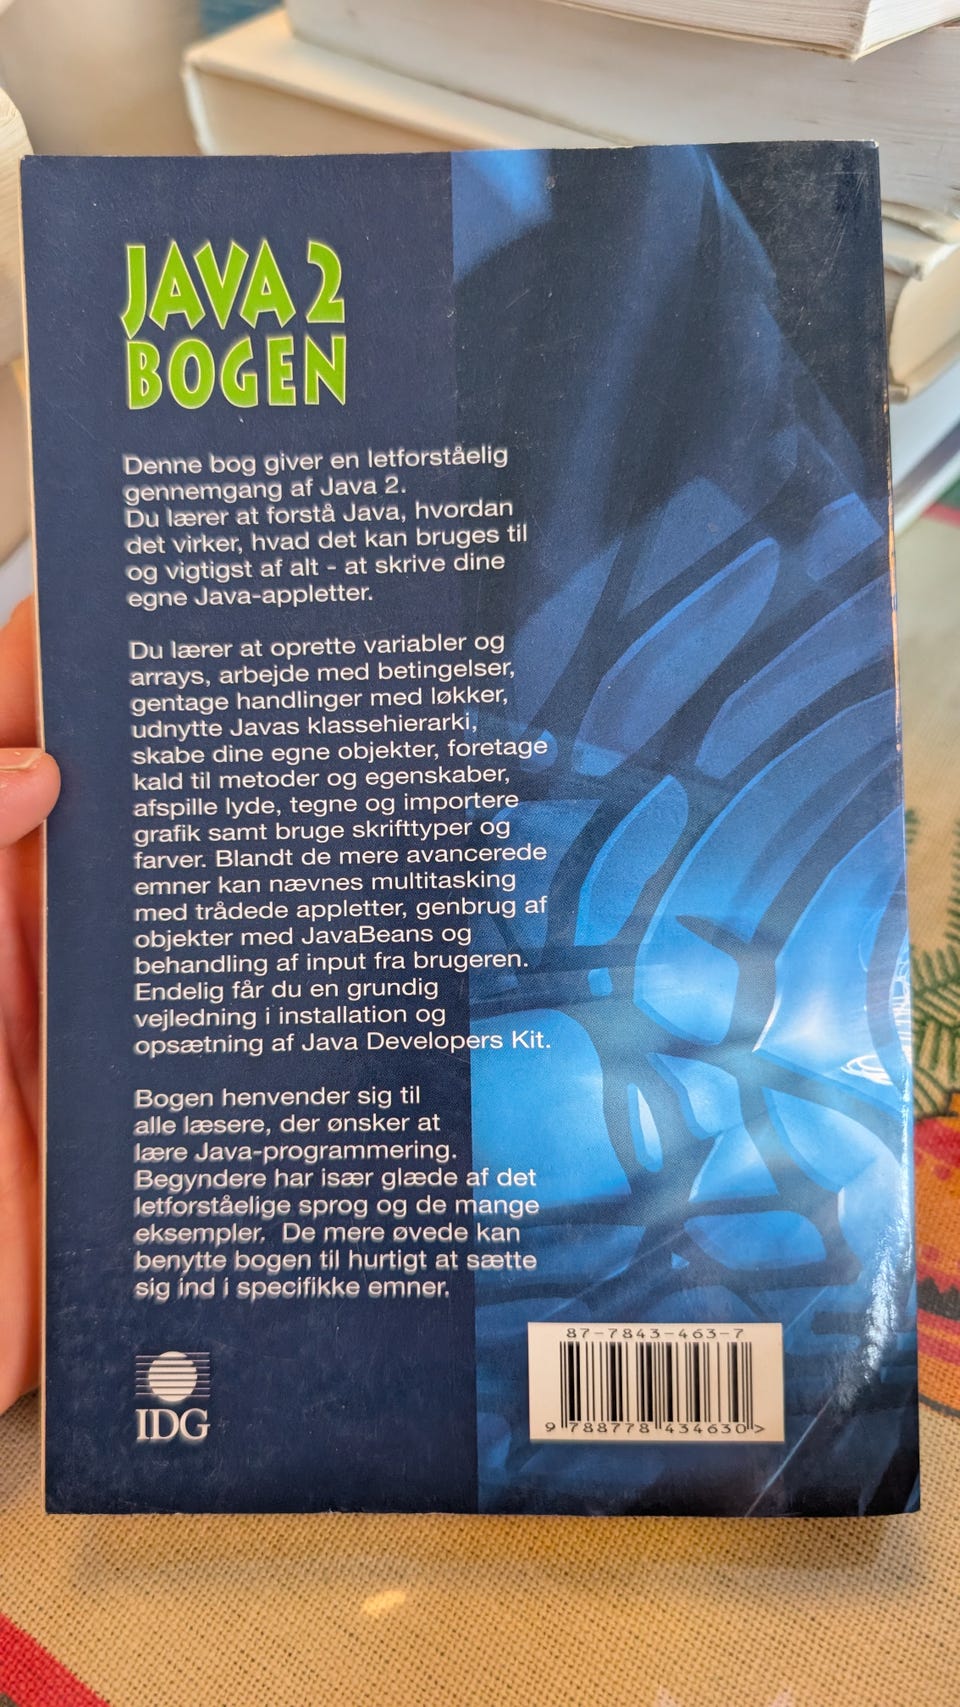 JAVA 2
BOGEN
Denne bog giver en letforståelig
gennemgang af Java 2.
Du lærer at forstå Java, hvordan
det virker, hvad det kan bruges til
og vigtigst af alt - at skrive dine
egne Java-appletter.
Du lærer at oprette variabler og
arrays, arbejde med betingelser,
gentage handlinger med løkker,
udnytte Javas klassehierarki,
skabe dine egne objekter, foretage
kald til metoder og egenskaber,
afspille lyde, tegne og importere
grafik samt bruge skrifttyper og
farver. Blandt de mere avancerede
emner kan nævnes multitasking
med trådede appletter, genbrug af
objekter med JavaBeans og
behandling af input fra brugeren.
Endelig får du en grundig
vejledning i installation og
opsætning af Java Developers Kit.
Bogen henvender sig til
alle læsere, der ønsker at
lære Java-programmering.
Begyndere har især glæde af det
letforståelige sprog og de mange
eksempler. De mere øvede kan
benytte bogen til hurtigt at sætte
sig ind i specifikke emner.
IDG
87-7843-463-7
9 788778 434630>